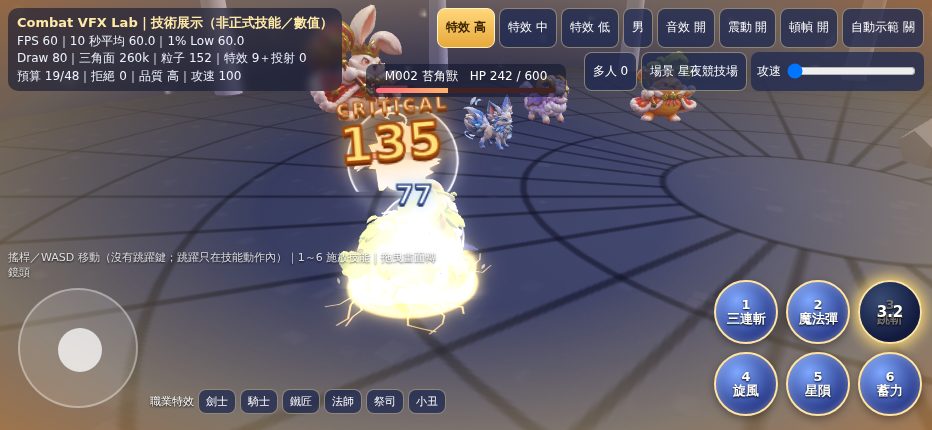 Combat VFX Lab｜技術展示（非正式技能／數值）
FPS 60｜10 秒平均 60.0｜1% Low 60.0
Draw 80｜三角面 260k｜粒子 152｜特效 9＋投射 0
預算 19/48｜拒絕 0｜品質 高｜攻速 100
特效 高
特效 中
特效 低
男
音效 開
震動 開
頓幀 開
自動示範 關
多人 0
場景 星夜競技場
攻速
M002 苔角獸 HP 242 / 600
CRITICAL
135
77
搖桿／WASD 移動（沒有跳躍鍵；跳躍只在技能動作內）｜1～6 施放技能｜拖曳畫面轉
鏡頭
1
三連斬
2
魔法彈
3.2
4
旋風
5
星隕
6
蓄力
職業特效
劍士
騎士
鐵匠
法師
祭司
小丑